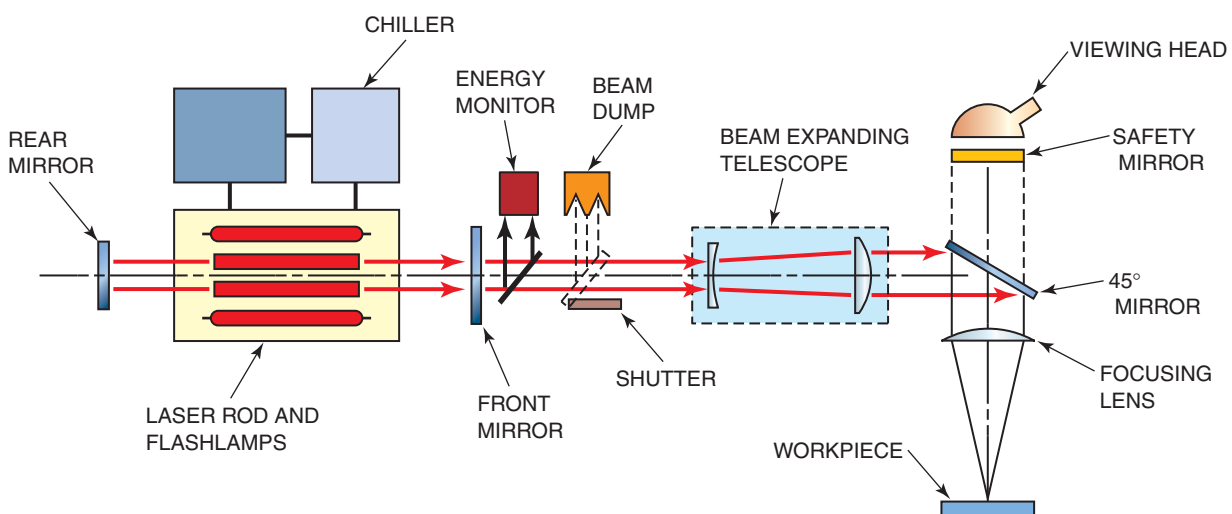 CHILLER
ENERGY
MONITOR
BEAM
DUMP
VIEWING HEAD
REAR
MIRROR
BEAM EXPANDING
TELESCOPE
SAFETY
MIRROR
45°
MIRROR
SHUTTER
FOCUSING
LENS
LASER ROD AND
FLASHLAMPS
FRONT
MIRROR
WORKPIECE